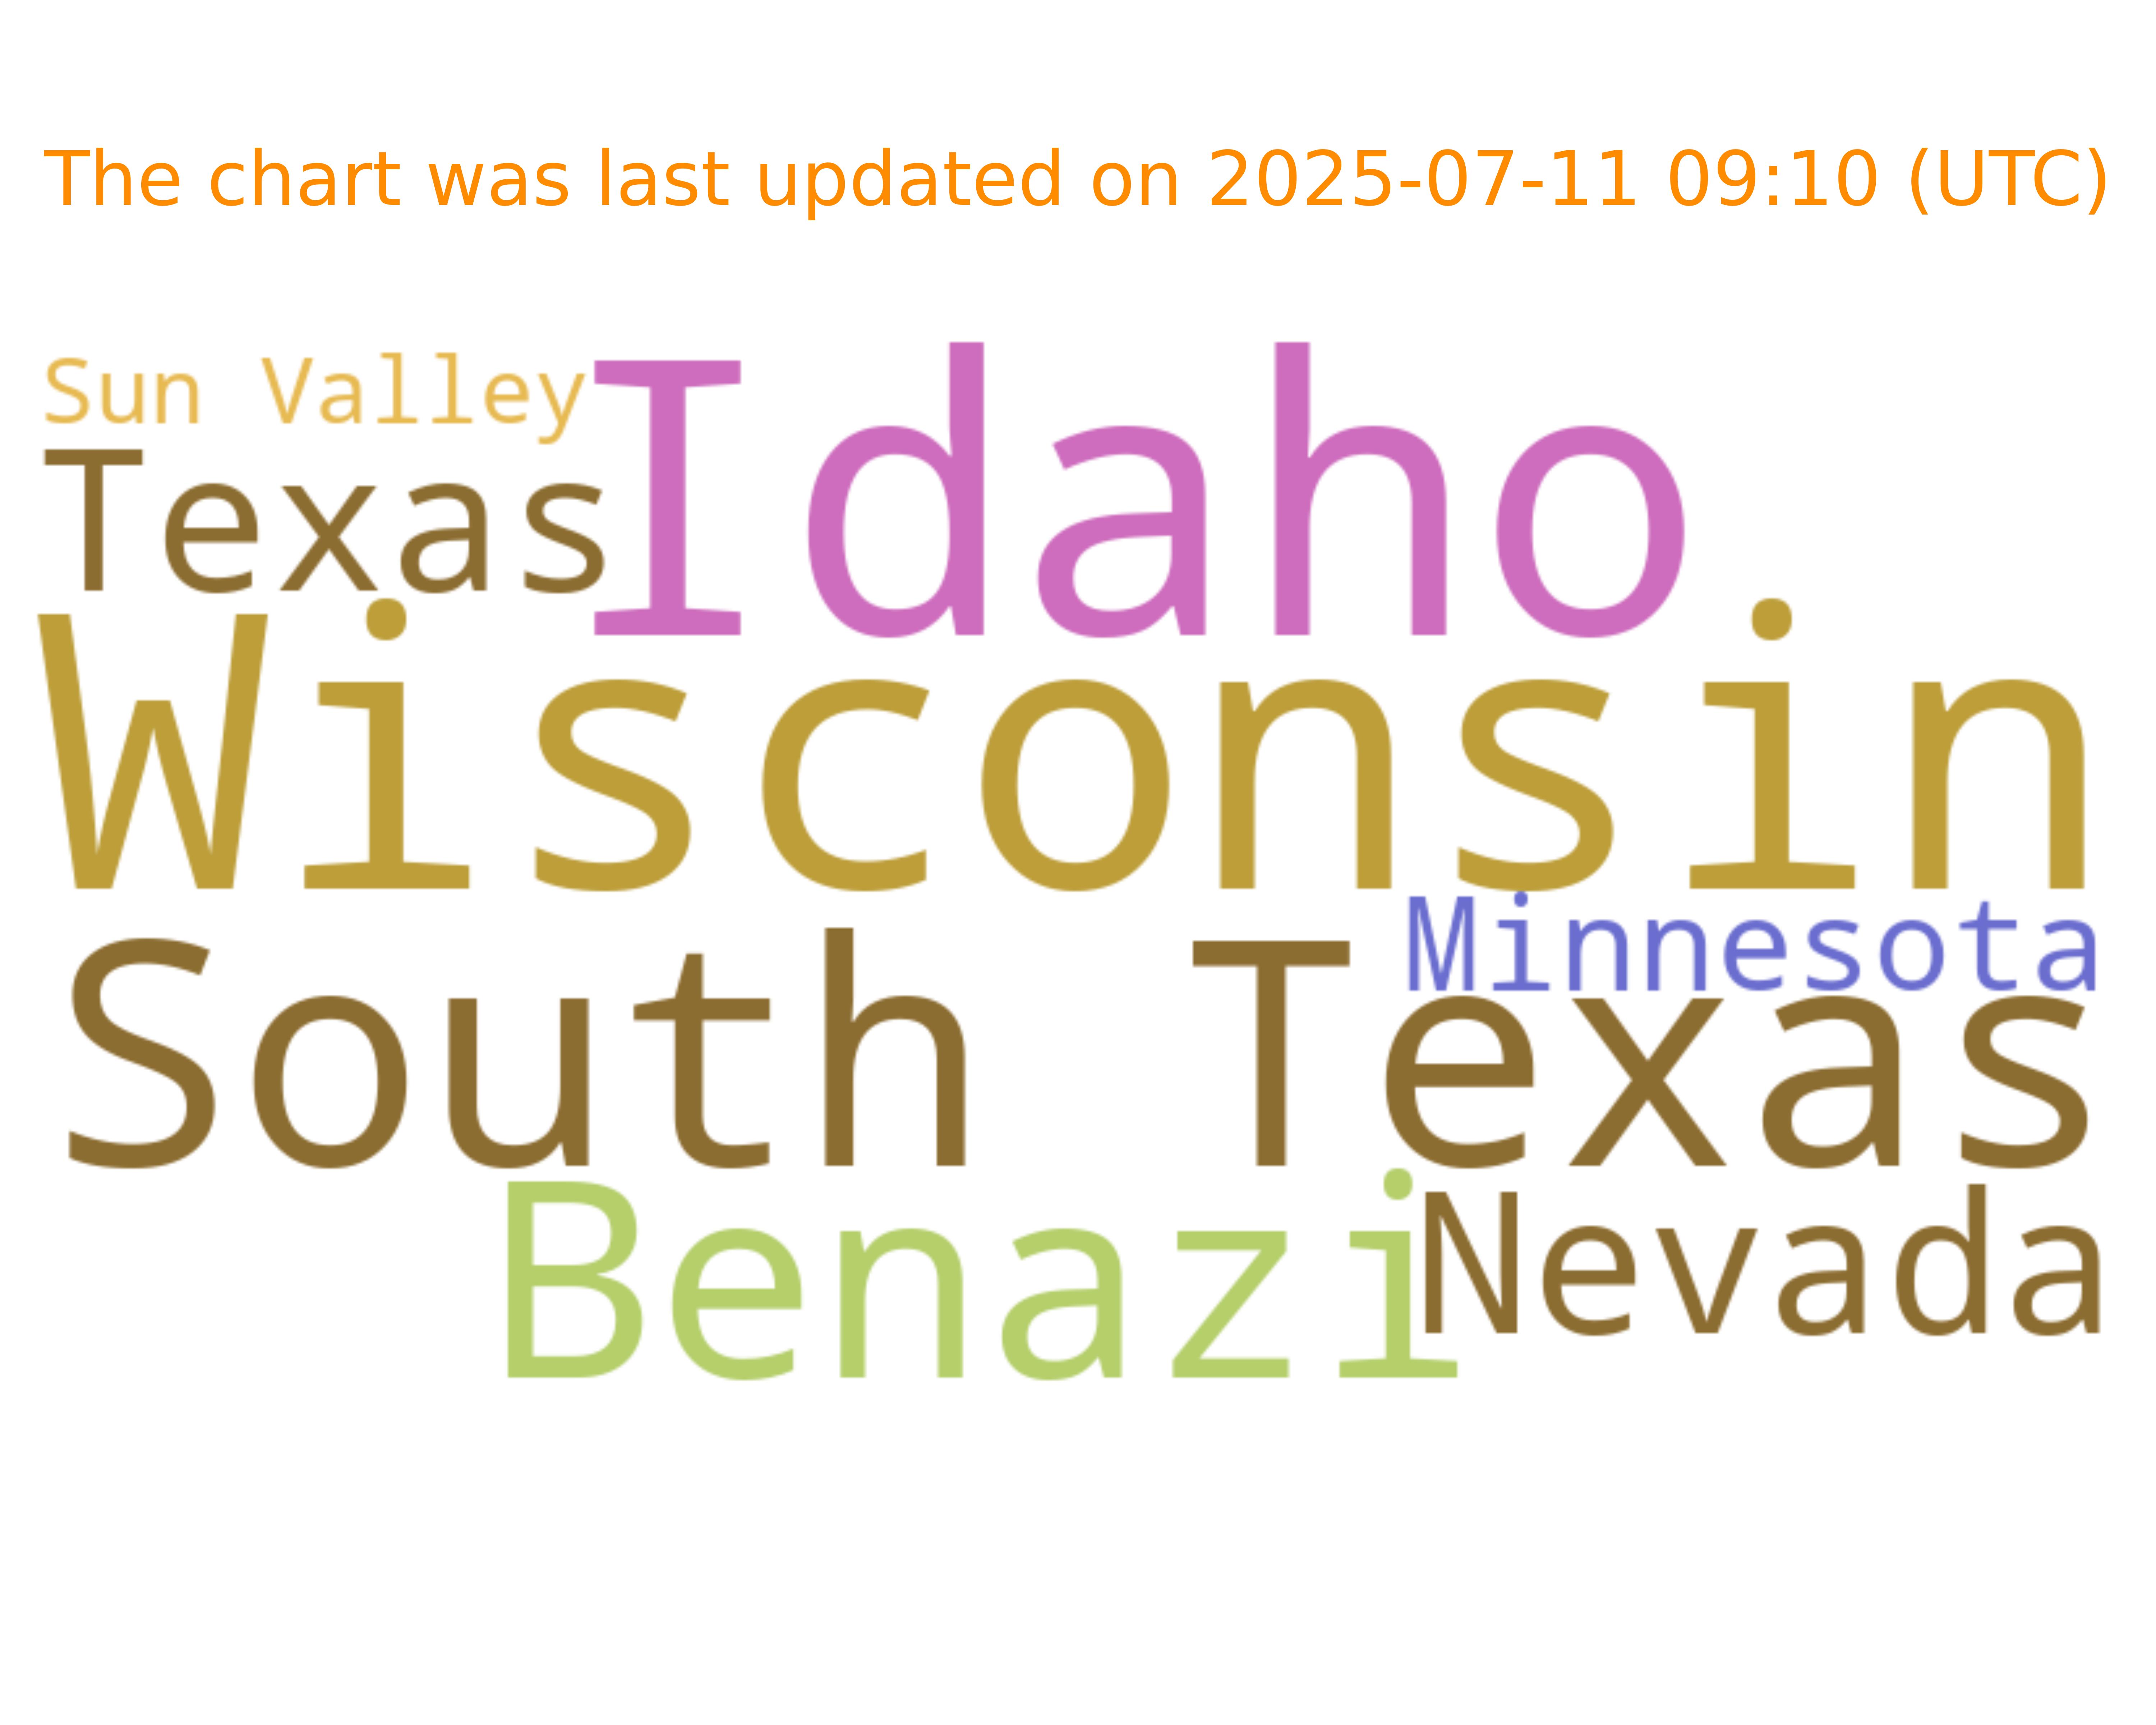 The chart was last updated on 2025-07-11 09:10 (UTC)
Sun Valley
Idaho
Texas
Wisconsin
Minnesota
South Texas
Benazi
Nevada